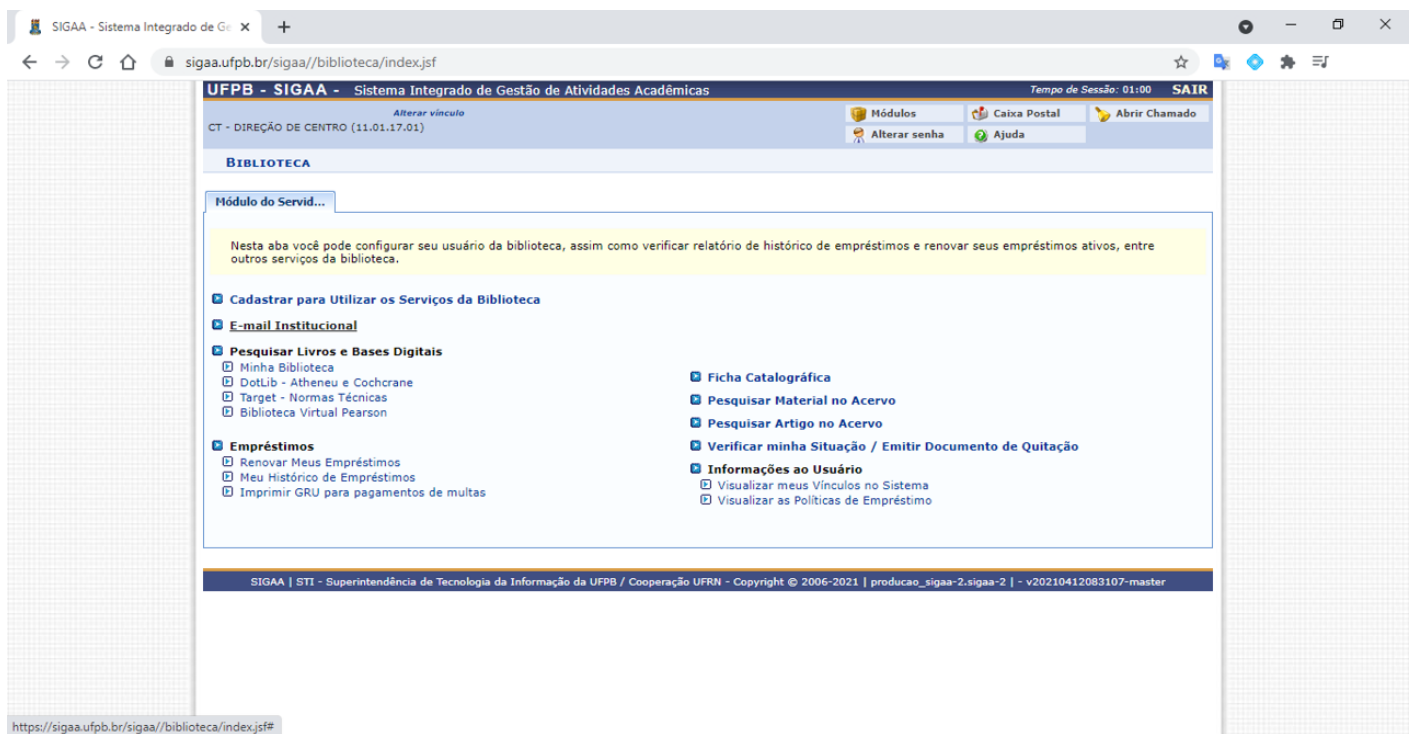 SIGAA - Sistema Integrado de Ge
sigaa.ufpb.br/sigaa//biblioteca/index.jsf
UFPB - SIGAA - Sistema Integrado de Gestão de Atividades Acadêmicas
Tempo de Sessão: 01:00 SAIR
Alterar vínculo
CT - DIREÇÃO DE CENTRO (11.01.17.01)
Módulos Caixa Postal Abrir Chamado
Alterar senha Ajuda
BIBLIOTECA
Módulo do Servid...
Nesta aba você pode configurar seu usuário da biblioteca, assim como verificar relatório de histórico de empréstimos e renovar seus empréstimos ativos, entre
outros serviços da biblioteca.
Cadastrar para Utilizar os Serviços da Biblioteca
E-mail Institucional
Pesquisar Livros e Bases Digitais
Minha Biblioteca
DotLib - Atheneu e Cochcrane
Target - Normas Técnicas
Biblioteca Virtual Pearson
Empréstimos
Renovar Meus Empréstimos
Meu Histórico de Empréstimos
Imprimir GRU para pagamentos de multas
Ficha Catalográfica
Pesquisar Material no Acervo
Pesquisar Artigo no Acervo
Verificar minha Situação / Emitir Documento de Quitação
Informações ao Usuário
Visualizar meus Vínculos no Sistema
Visualizar as Políticas de Empréstimo
SIGAA | STI - Superintendência de Tecnologia da Informação da UFPB / Cooperação UFRN - Copyright © 2006-2021 | producao_sigaa-2.sigaa-2 | - v20210412083107-master
https://sigaa.ufpb.br/sigaa//biblioteca/index.jsf#